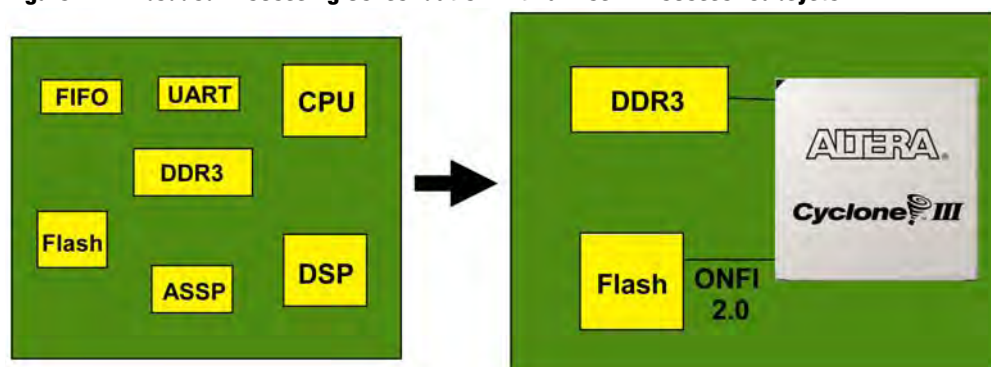 FIFO
UART
CPU
DDR3
Flash
ASSP
DSP
DDR3
ALTERA®
Cyclone III
Flash
ONFI
2.0